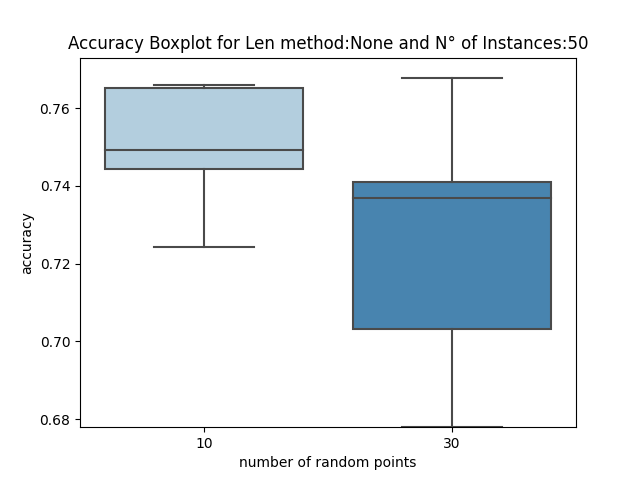 Accuracy Boxplot for Len method:None and N° of Instances:50
0.76
0.74
0.72
0.70
0.68
accuracy
10
30
number of random points